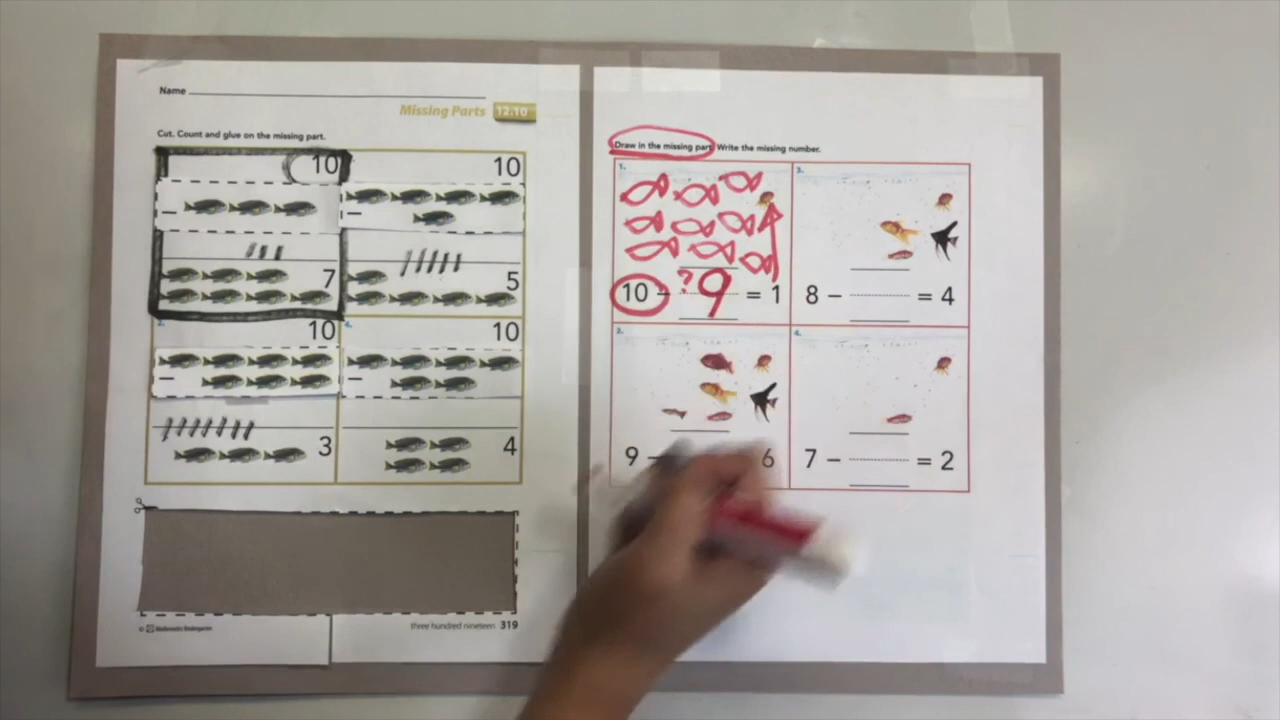 Name
Missing Parts 12.10
Cut. Count and glue on the missing part.
10
−
7
10
−
5
2.
10
−
3
4.
10
−
4
three hundred nineteen 319
Draw in the missing part. Write the missing number.
1.
10 − ? 9 = 1
3.
8 − = 4
2.
9 − 6
4.
7 − = 2